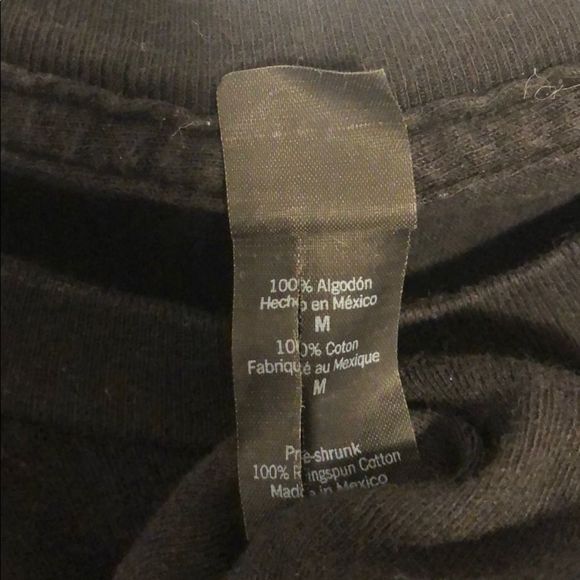 100% Algodón
Hecho en México
M
100% Coton
Fabriqué au Mexique
M
Pre-shrunk
100% Ringspun Cotton
Made in Mexico